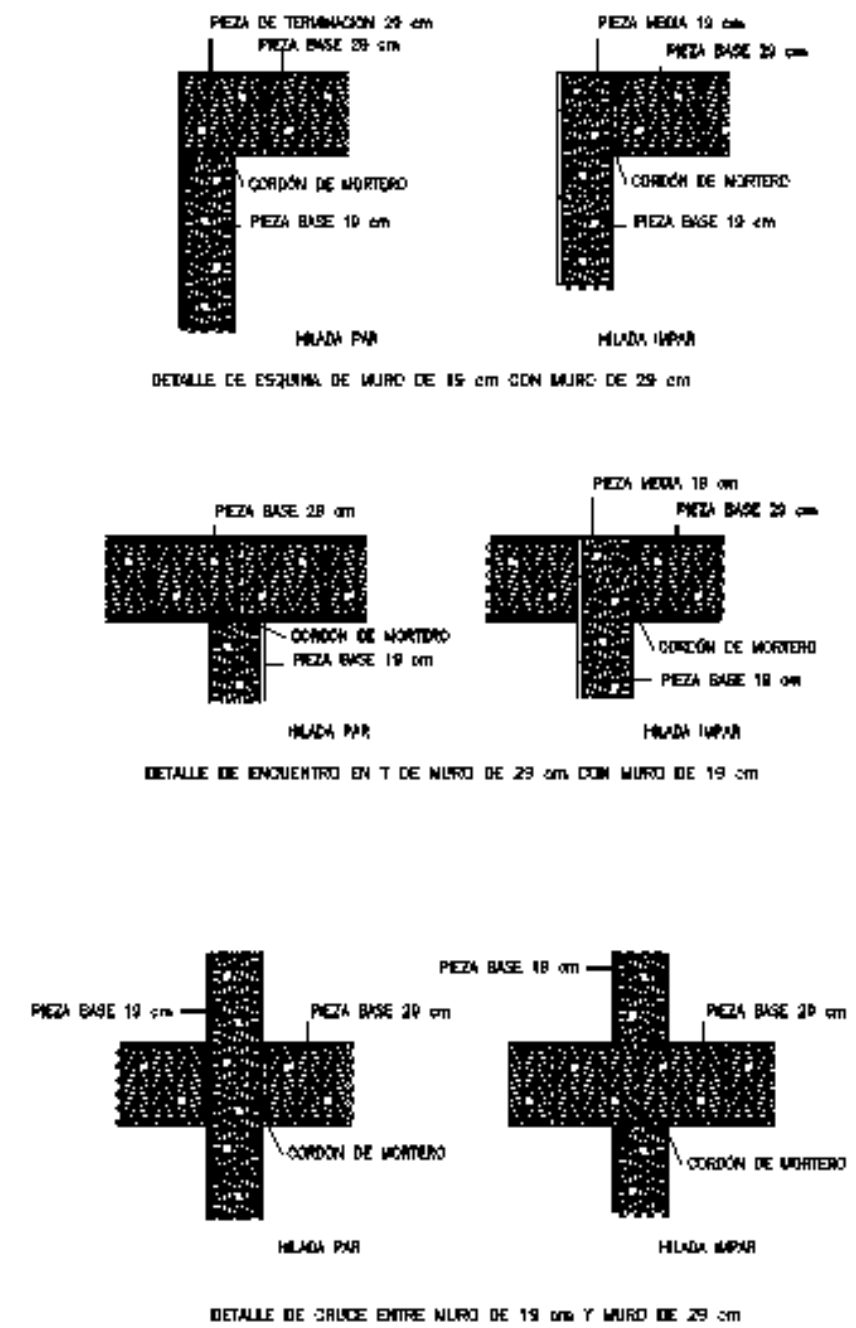 PIEZA DE TERMINACIÓN 29 cm
PIEZA BASE 29 cm
CORDÓN DE MORTERO
PIEZA BASE 19 cm
HILADA PAR
PIEZA MEDIA 19 cm
PIEZA BASE 29 cm
CORDÓN DE MORTERO
PIEZA BASE 19 cm
HILADA IMPAR
DETALLE DE ESQUINA DE MURO DE 19 cm CON MURO DE 29 cm
PIEZA BASE 29 cm
CORDÓN DE MORTERO
PIEZA BASE 19 cm
HILADA PAR
PIEZA MEDIA 19 cm
PIEZA BASE 29 cm
CORDÓN DE MORTERO
PIEZA BASE 19 cm
HILADA IMPAR
DETALLE DE ENCUENTRO EN T DE MURO DE 29 cm CON MURO DE 19 cm
PIEZA BASE 19 cm
PIEZA BASE 29 cm
CORDÓN DE MORTERO
HILADA PAR
PIEZA BASE 19 cm
PIEZA BASE 29 cm
CORDÓN DE MORTERO
HILADA IMPAR
DETALLE DE CRUCE ENTRE MURO DE 19 cm Y MURO DE 29 cm